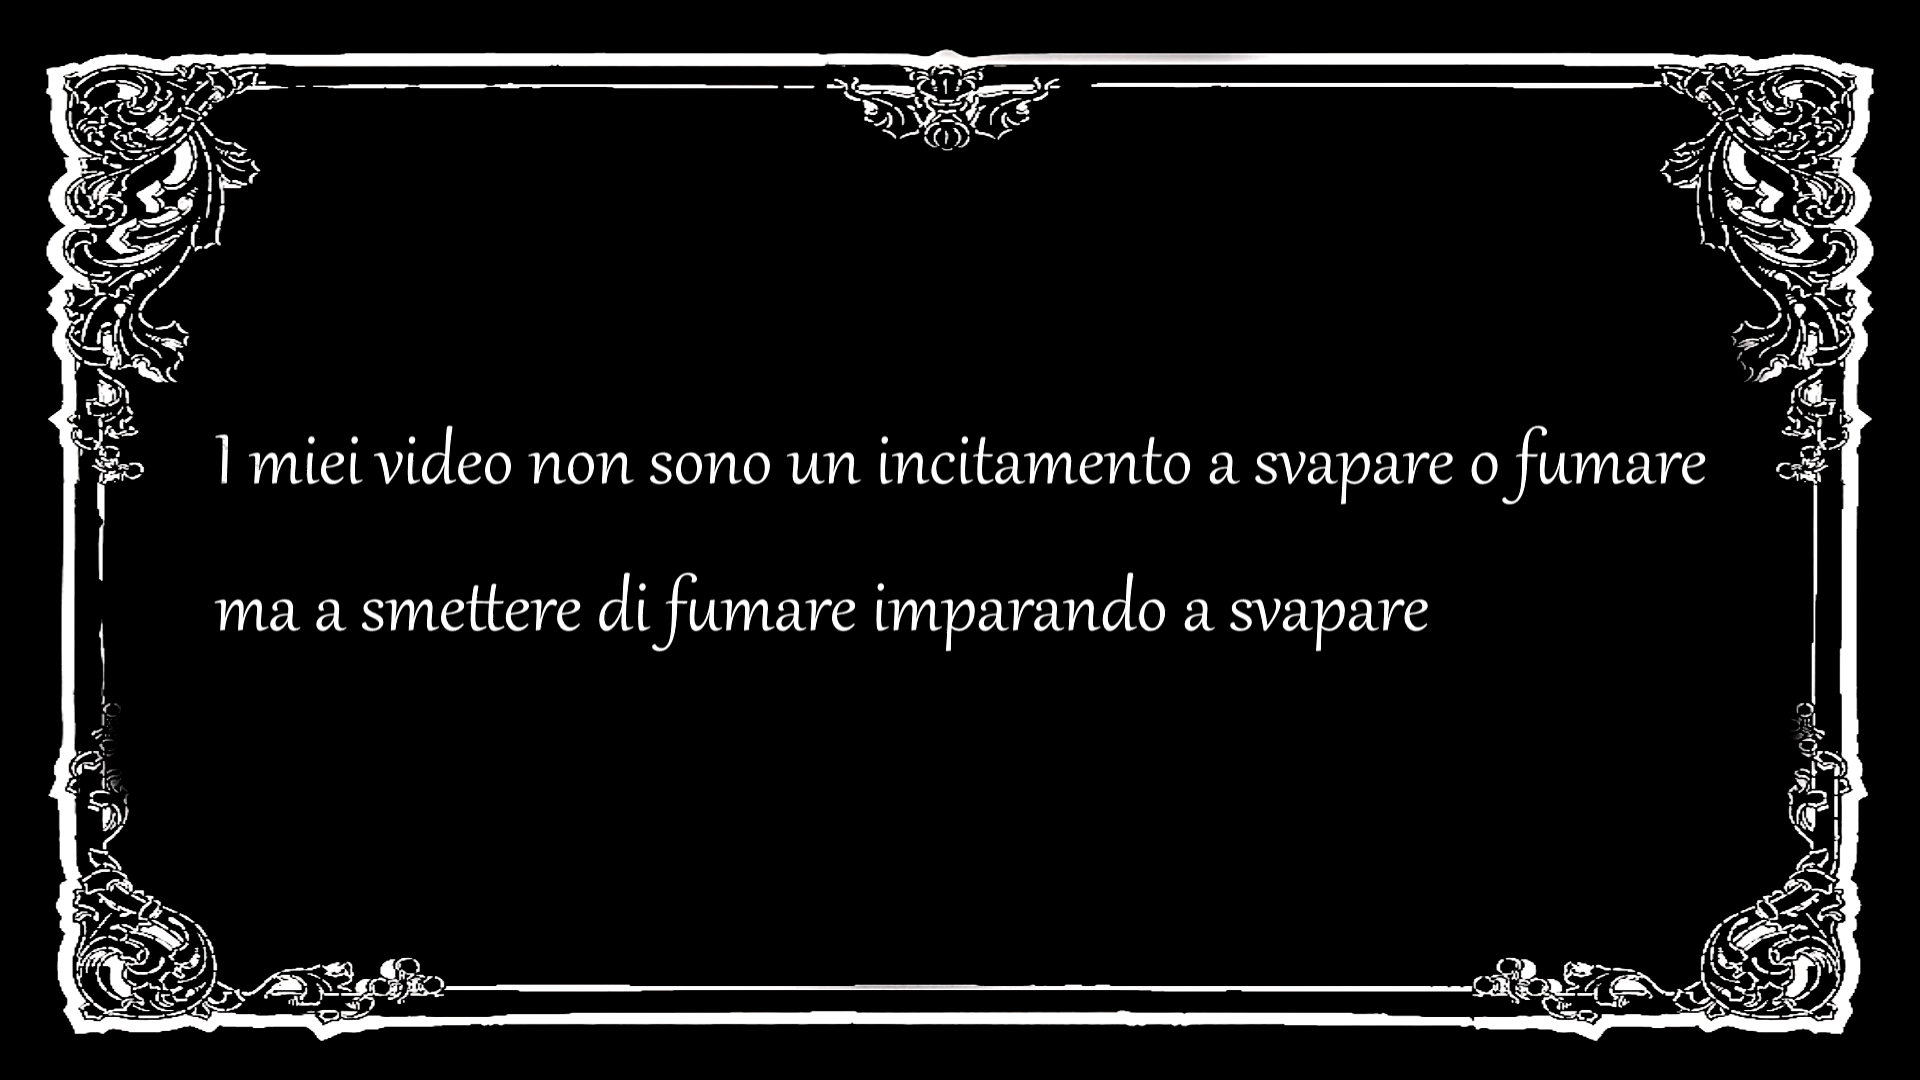 I miei video non sono un incitamento a svapare o fumare
ma a smettere di fumare imparando a svapare